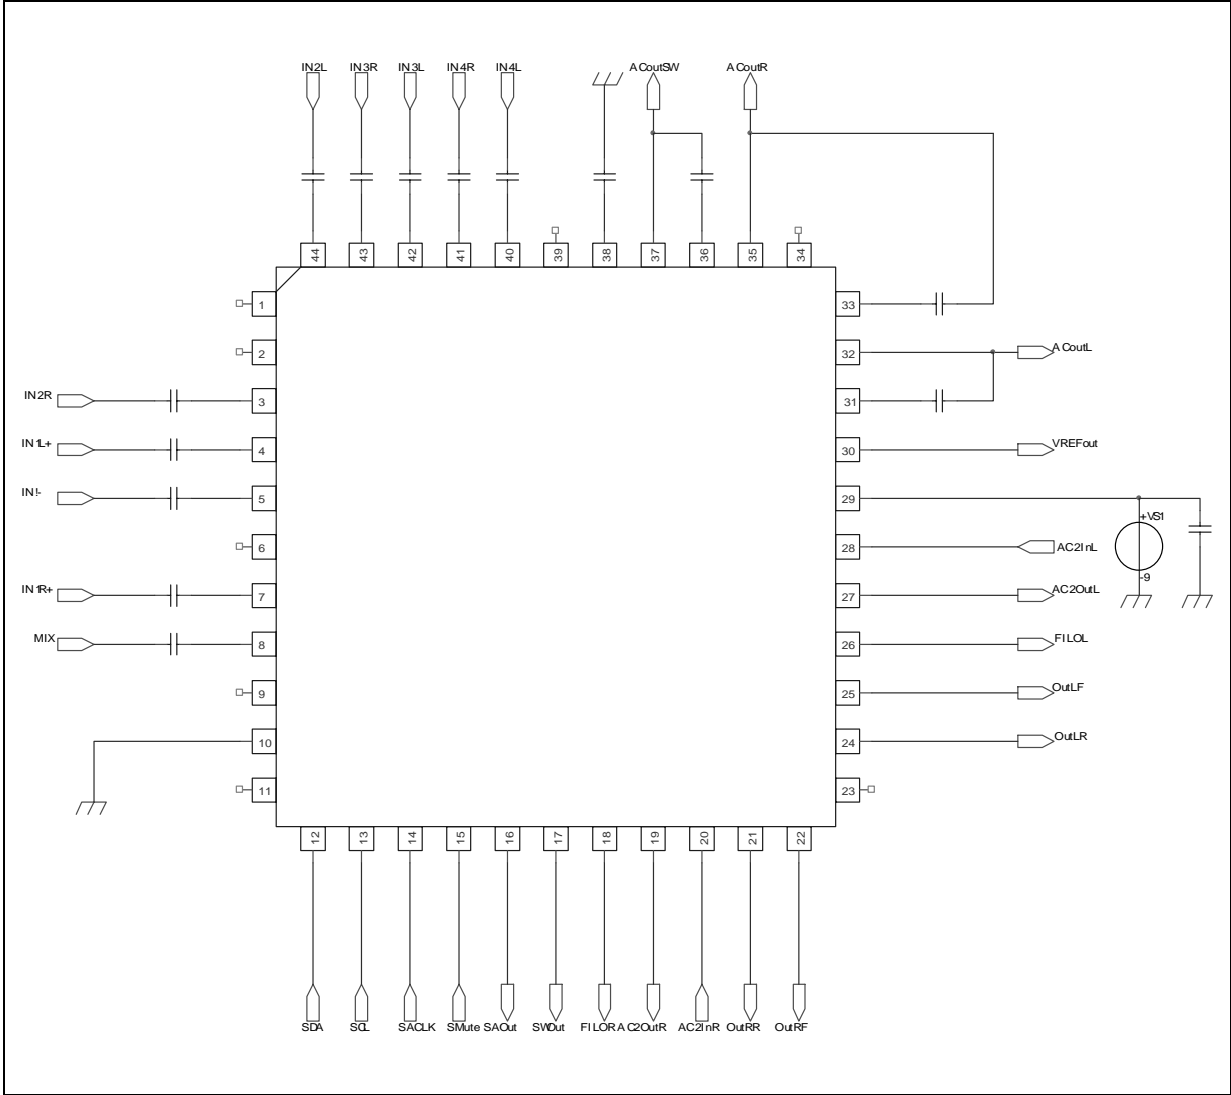 IN2L IN3R IN3L IN4R IN4L ACoutSW ACoutR
44 43 42 41 40 39 38 37 36 35 34
1 33
2 32 ACoutL
IN2R 3 31
IN1L+ 4 30 VREFout
IN!- 5 29
+VS1
6 28 AC2InL
-9
IN1R+ 7 27 AC2OutL
MIX 8 26 FILOL
9 25 OutLF
10 24 OutLR
11 23
12 13 14 15 16 17 18 19 20 21 22
SDA SCL SACLK SMute SAOut SWOut FILOR AC2OutR AC2InR OutRR OutRF